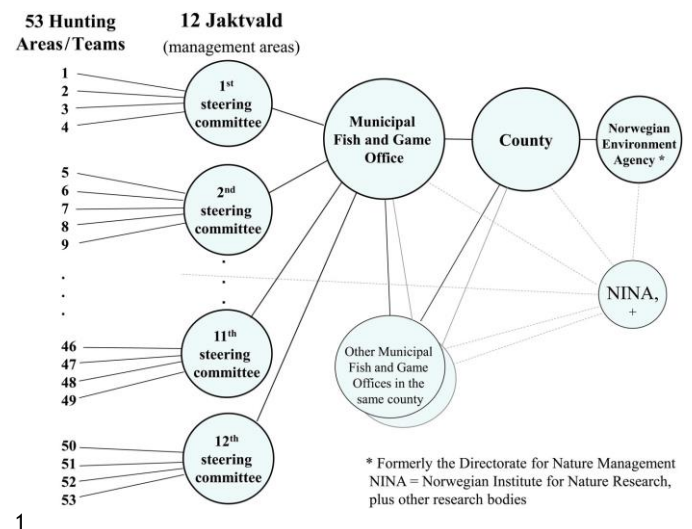 53 Hunting
Areas/Teams
12 Jaktvald
(management areas)
1
2
3
4
1st
steering
committee
Municipal
Fish and Game
Office
County
Norwegian
Environment
Agency *
5
6
7
8
9
2nd
steering
committee
NINA,
+
46
47
48
49
11th
steering
committee
Other Municipal
Fish and Game
Offices in the
same county
50
51
52
53
12th
steering
committee
* Formerly the Directorate for Nature Management
NINA = Norwegian Institute for Nature Research,
plus other research bodies
1